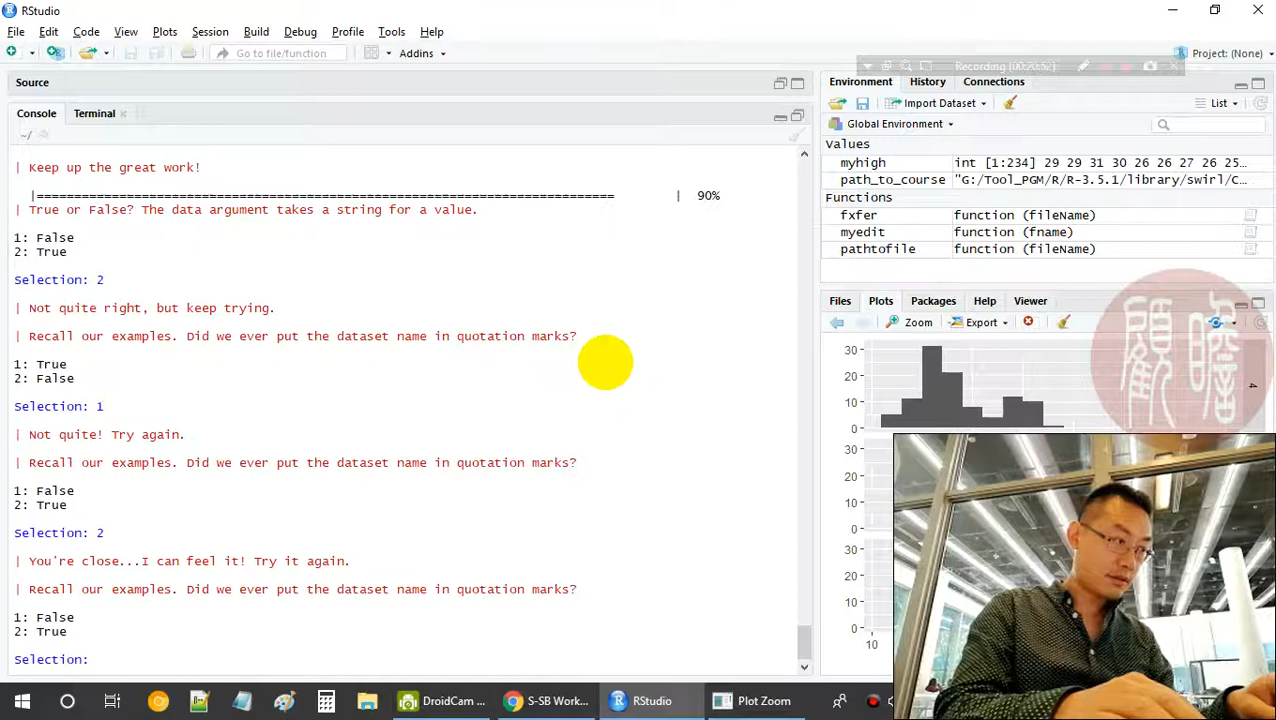 RStudio
File Edit Code View Plots Session Build Debug Profile Tools Help
Go to file/function Addins Project: (None)
Recording [00:20:52]
Source
Console Terminal
~/
| Keep up the great work!
|============================================================================= | 90%
| True or False? The data argument takes a string for a value.
1: False
2: True
Selection: 2
| Not quite right, but keep trying.
| Recall our examples. Did we ever put the dataset name in quotation marks?
1: True
2: False
Selection: 1
| Not quite! Try again.
| Recall our examples. Did we ever put the dataset name in quotation marks?
1: False
2: True
Selection: 2
| You're close...I can feel it! Try it again.
| Recall our examples. Did we ever put the dataset name in quotation marks?
1: False
2: True
Selection:
Environment History Connections
Import Dataset List
Global Environment
Values
myhigh int [1:234] 29 29 31 30 26 26 27 26 25…
path_to_course "G:/Tool_PGM/R/R-3.5.1/library/swirl/C…
Functions
fxfer function (fileName)
myedit function (fname)
pathtofile function (fileName)
Files Plots Packages Help Viewer
Zoom Export
30
20
10
0
4
30
20
10
0
30
20
10
0
10
DroidCam ... S-SB Work... RStudio Plot Zoom